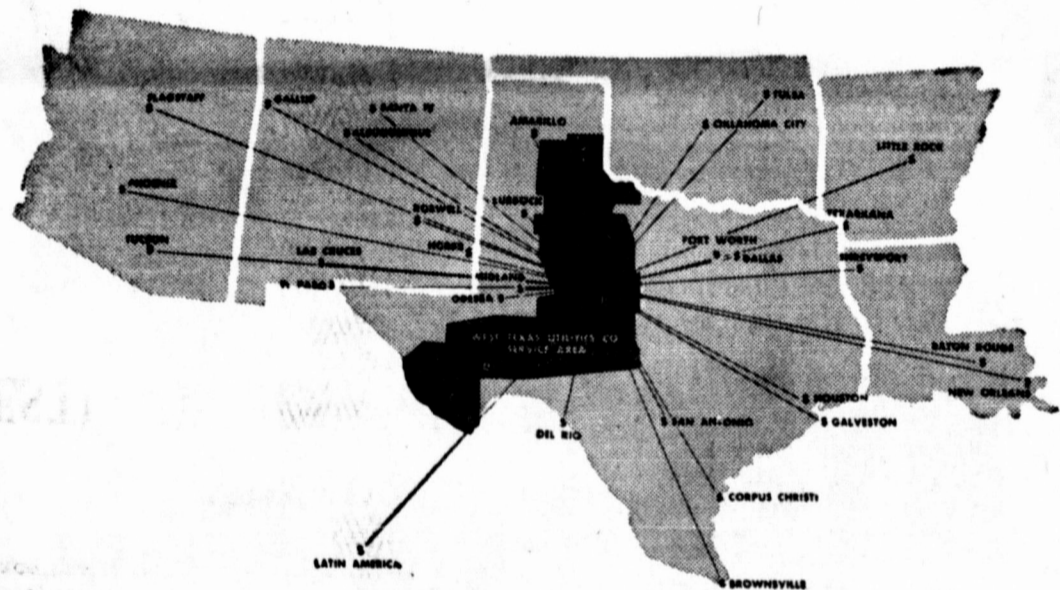 FLAGSTAFF
GALLUP
SANTA FE
ALBUQUERQUE
AMARILLO
TULSA
OKLAHOMA CITY
LITTLE ROCK
PHOENIX
ROSWELL
LUBBOCK
TEXARKANA
TUCSON
LAS CRUCES
HOBBS
FORT WORTH
DALLAS
SHREVEPORT
EL PASO
MIDLAND
ODESSA
WEST TEXAS UTILITIES CO
SERVICE AREA
BATON ROUGE
NEW ORLEANS
HOUSTON
GALVESTON
DEL RIO
SAN ANTONIO
CORPUS CHRISTI
LATIN AMERICA
BROWNSVILLE